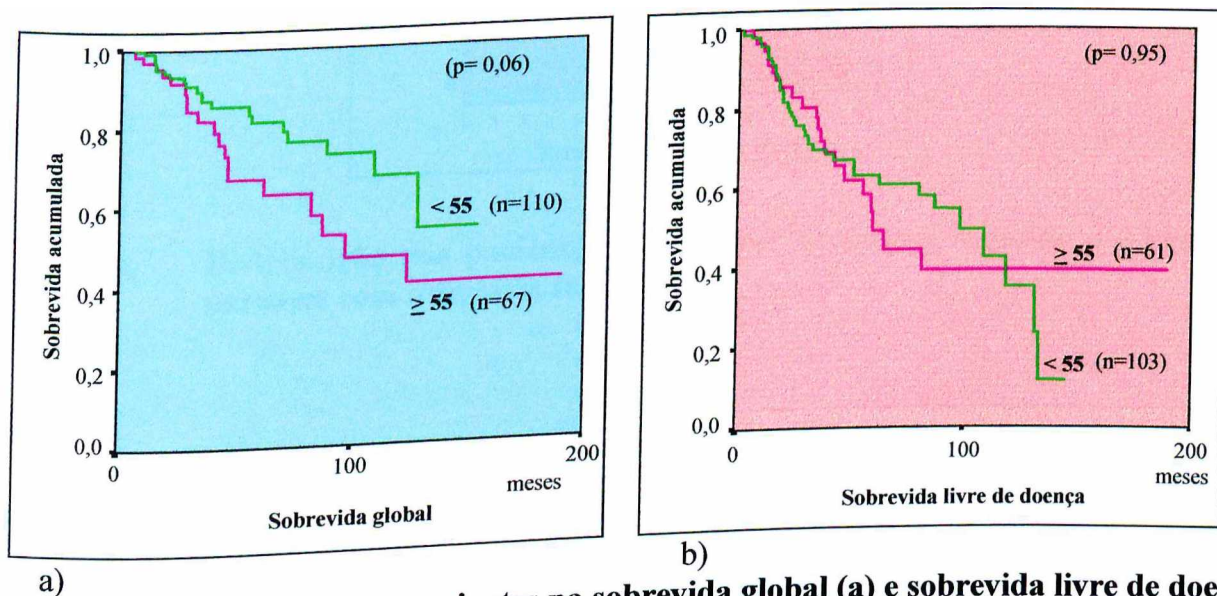 1,0
0,8
0,6
0,4
0,2
0,0
Sobrevida acumulada
(p= 0,06)
< 55 (n=110)
≥ 55 (n=67)
0
100
200
meses
Sobrevida global
a)
1,0
0,8
0,6
0,4
0,2
0,0
Sobrevida acumulada
(p= 0,95)
≥ 55 (n=61)
< 55 (n=103)
0
100
200
meses
Sobrevida livre de doença
b)
na sobrevida global (a) e sobrevida livre de